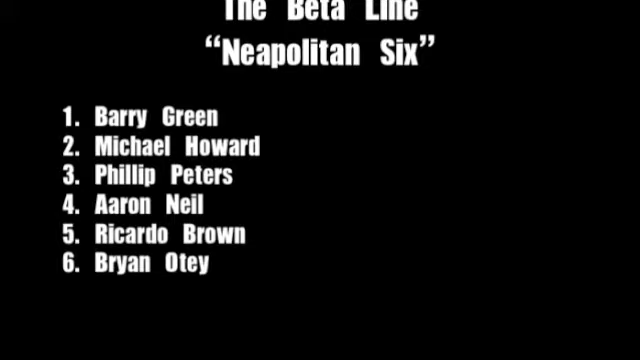 The Beta Line
“Neapolitan Six”
1. Barry Green
2. Michael Howard
3. Phillip Peters
4. Aaron Neil
5. Ricardo Brown
6. Bryan Otey